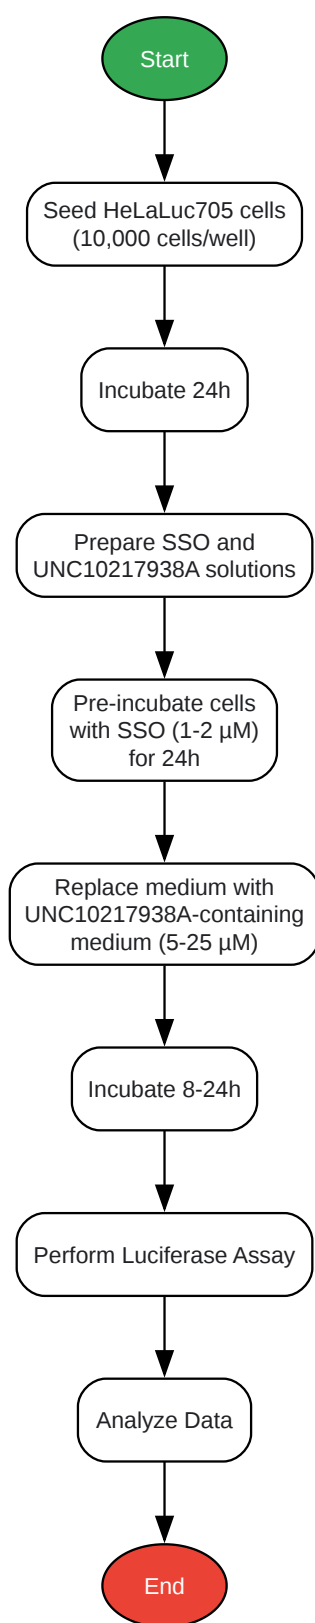 Start
Seed HeLaLuc705 cells
(10,000 cells/well)
Incubate 24h
Prepare SSO and
UNC10217938A solutions
Pre-incubate cells
with SSO (1-2 µM)
for 24h
Replace medium with
UNC10217938A-containing
medium (5-25 µM)
Incubate 8-24h
Perform Luciferase Assay
Analyze Data
End